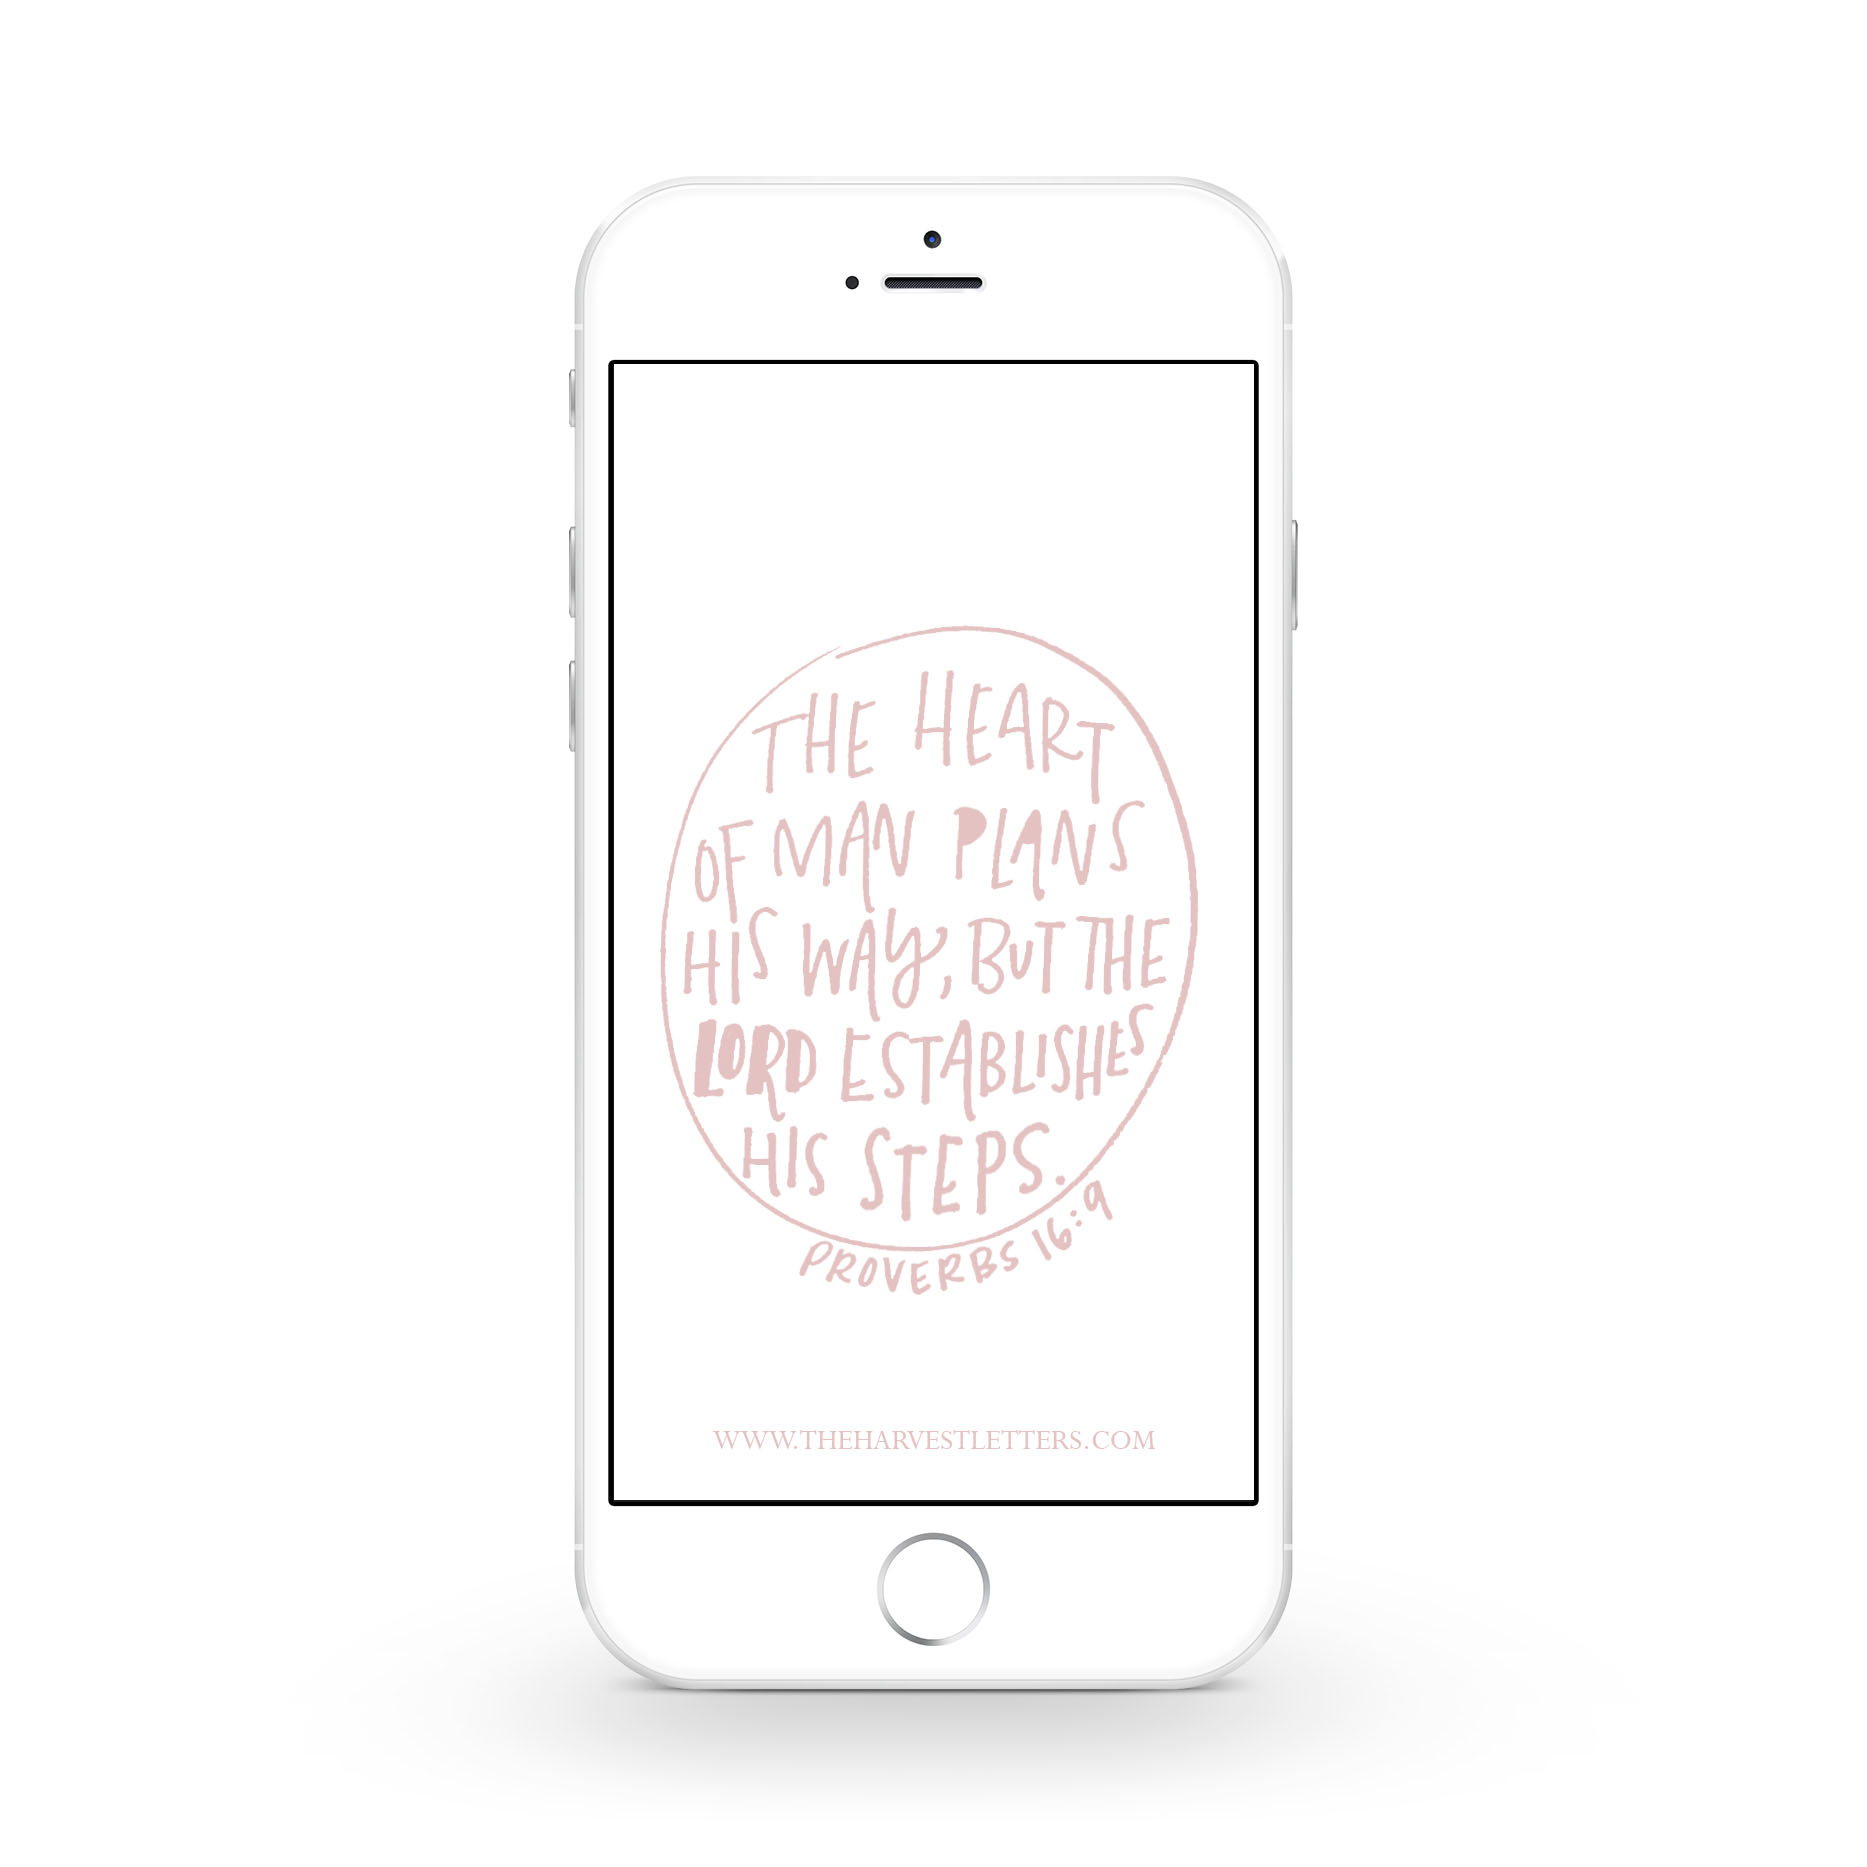 THE HEART
OF MAN PLANS
HIS WAY, BUT THE
LORD ESTABLISHES
HIS STEPS.
PROVERBS 16:9
WWW.THEHARVESTLETTERS.COM